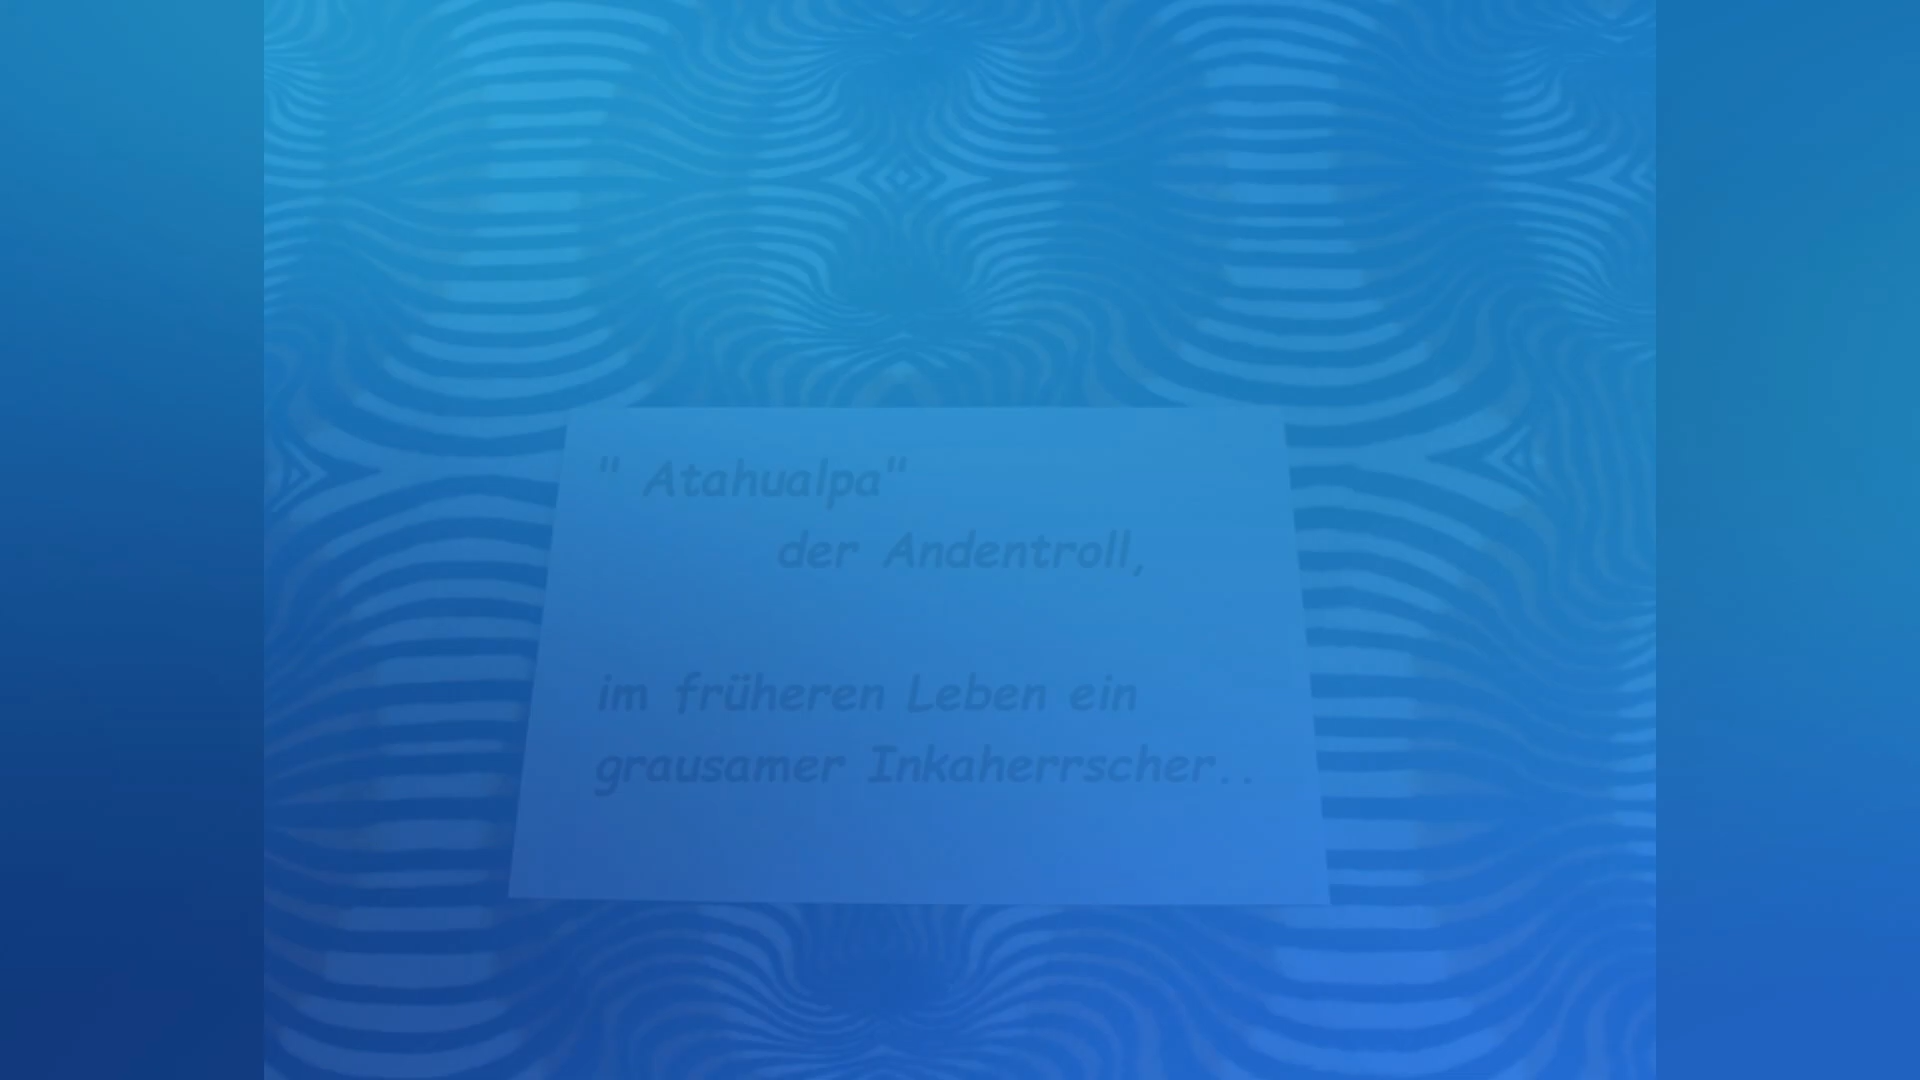 " Atahualpa"
der Andentroll,
im früheren Leben ein
grausamer Inkaherrscher..